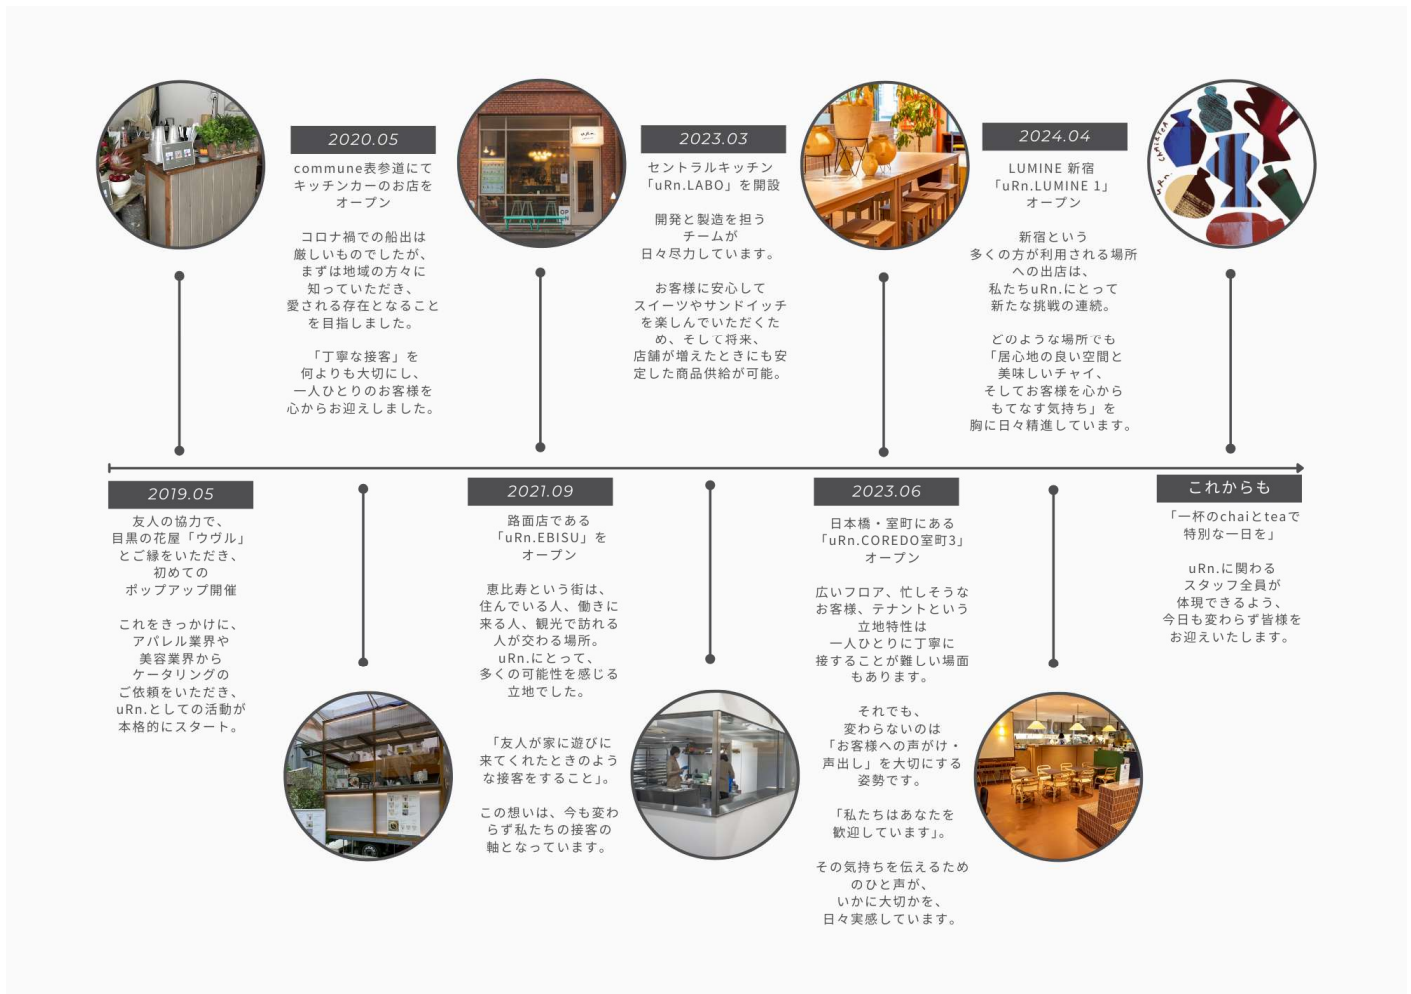 2019.05
友人の協力で、
目黒の花屋「ウヴル」
とご縁をいただき、
初めての
ポップアップ開催
これをきっかけに、
アパレル業界や
美容業界から
ケータリングの
ご依頼をいただき、
uRn.としての活動が
本格的にスタート。
2020.05
commune表参道にて
キッチンカーのお店を
オープン
コロナ禍での船出は
厳しいものでしたが、
まずは地域の方々に
知っていただき、
愛される存在となること
を目指しました。
「丁寧な接客」を
何よりも大切にし、
一人ひとりのお客様を
心からお迎えしました。
2021.09
路面店である
「uRn.EBISU」を
オープン
恵比寿という街は、
住んでいる人、働きに
来る人、観光で訪れる
人が交わる場所。
uRn.にとって、
多くの可能性を感じる
立地でした。
「友人が家に遊びに
来てくれたときのよう
な接客をすること」。
この想いは、今も変わ
らず私たちの接客の
軸となっています。
2023.03
セントラルキッチン
「uRn.LABO」を開設
開発と製造を担う
チームが
日々尽力しています。
お客様に安心して
スイーツやサンドイッチ
を楽しんでいただくた
め、そして将来、
店舗が増えたときにも安
定した商品供給が可能。
2023.06
日本橋・室町にある
「uRn.COREDO室町3」
オープン
広いフロア、忙しそうな
お客様、テナントという
立地特性は
一人ひとりに丁寧に
接することが難しい場面
もあります。
それでも、
変わらないのは
「お客様への声がけ・
声出し」を大切にする
姿勢です。
「私たちはあなたを
歓迎しています」。
その気持ちを伝えるため
のひと声が、
いかに大切かを、
日々実感しています。
2024.04
LUMINE 新宿
「uRn.LUMINE 1」
オープン
新宿という
多くの方が利用される場所
への出店は、
私たちuRn.にとって
新たな挑戦の連続。
どのような場所でも
「居心地の良い空間と
美味しいチャイ、
そしてお客様を心から
もてなす気持ち」を
胸に日々精進しています。
これからも
「一杯のchaiとteaで
特別な一日を」
uRn.に関わる
スタッフ全員が
体現できるよう、
今日も変わらず皆様を
お迎えいたします。
CHAI&TEA
uRn.